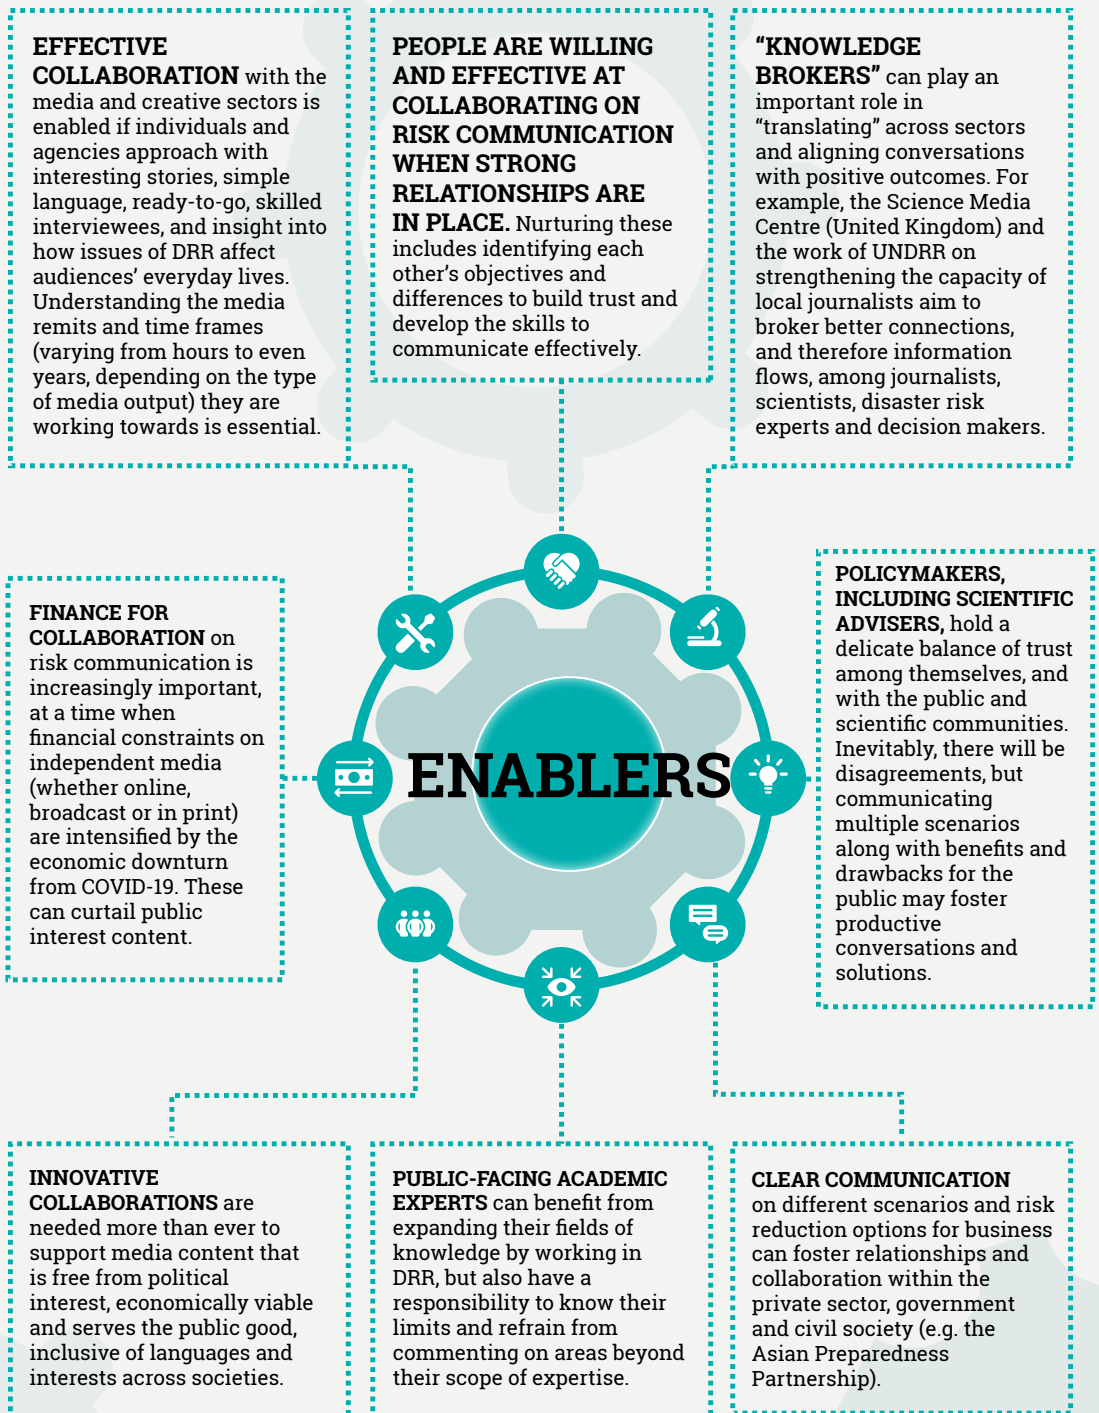 EFFECTIVE
COLLABORATION with the
media and creative sectors is
enabled if individuals and
agencies approach with
interesting stories, simple
language, ready-to-go, skilled
interviewees, and insight into
how issues of DRR affect
audiences’ everyday lives.
Understanding the media
remits and time frames
(varying from hours to even
years, depending on the type
of media output) they are
working towards is essential.
PEOPLE ARE WILLING
AND EFFECTIVE AT
COLLABORATING ON
RISK COMMUNICATION
WHEN STRONG
RELATIONSHIPS ARE
IN PLACE. Nurturing these
includes identifying each
other’s objectives and
differences to build trust and
develop the skills to
communicate effectively.
“KNOWLEDGE
BROKERS” can play an
important role in
“translating” across sectors
and aligning conversations
with positive outcomes. For
example, the Science Media
Centre (United Kingdom) and
the work of UNDRR on
strengthening the capacity of
local journalists aim to
broker better connections,
and therefore information
flows, among journalists,
scientists, disaster risk
experts and decision makers.
FINANCE FOR
COLLABORATION on
risk communication is
increasingly important,
at a time when
financial constraints on
independent media
(whether online,
broadcast or in print)
are intensified by the
economic downturn
from COVID-19. These
can curtail public
interest content.
ENABLERS
POLICYMAKERS,
INCLUDING SCIENTIFIC
ADVISERS, hold a
delicate balance of trust
among themselves, and
with the public and
scientific communities.
Inevitably, there will be
disagreements, but
communicating
multiple scenarios
along with benefits and
drawbacks for the
public may foster
productive
conversations and
solutions.
INNOVATIVE
COLLABORATIONS are
needed more than ever to
support media content that
is free from political
interest, economically viable
and serves the public good,
inclusive of languages and
interests across societies.
PUBLIC-FACING ACADEMIC
EXPERTS can benefit from
expanding their fields of
knowledge by working in
DRR, but also have a
responsibility to know their
limits and refrain from
commenting on areas beyond
their scope of expertise.
CLEAR COMMUNICATION
on different scenarios and risk
reduction options for business
can foster relationships and
collaboration within the
private sector, government
and civil society (e.g. the
Asian Preparedness
Partnership).